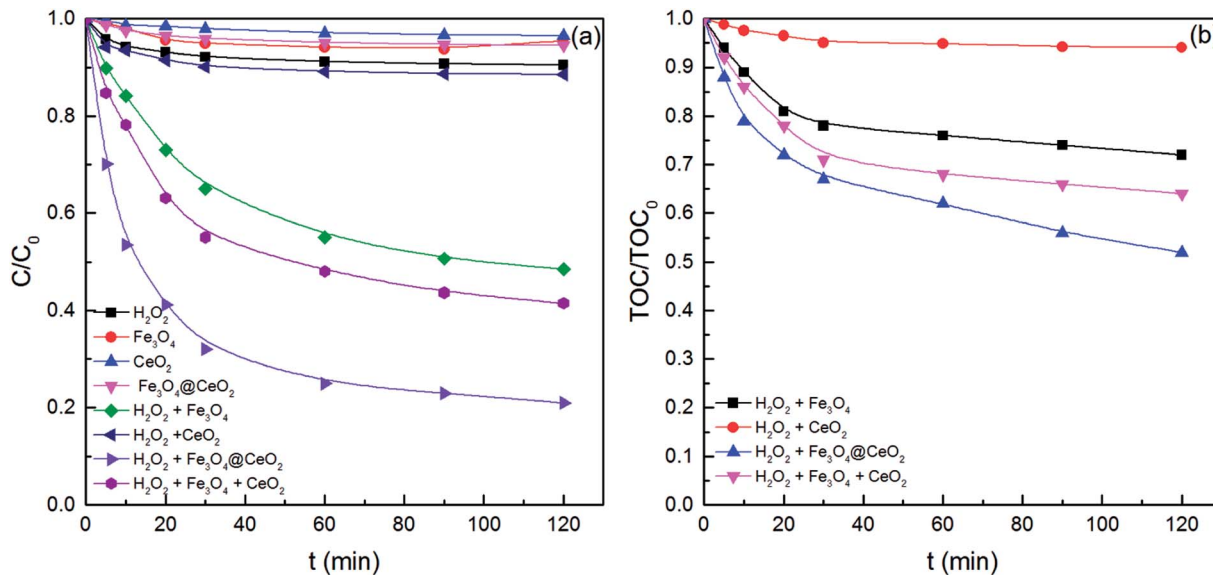 (a)
C/C₀
1.0
0.8
0.6
0.4
0.2
0.0
H₂O₂
Fe₃O₄
CeO₂
Fe₃O₄@CeO₂
H₂O₂ + Fe₃O₄
H₂O₂ +CeO₂
H₂O₂ + Fe₃O₄@CeO₂
H₂O₂ + Fe₃O₄ + CeO₂
0 20 40 60 80 100 120
t (min)
(b)
TOC/TOC₀
1.0
0.9
0.8
0.7
0.6
0.5
0.4
0.3
0.2
0.1
0.0
H₂O₂ + Fe₃O₄
H₂O₂ + CeO₂
H₂O₂ + Fe₃O₄@CeO₂
H₂O₂ + Fe₃O₄ + CeO₂
0 20 40 60 80 100 120
t (min)